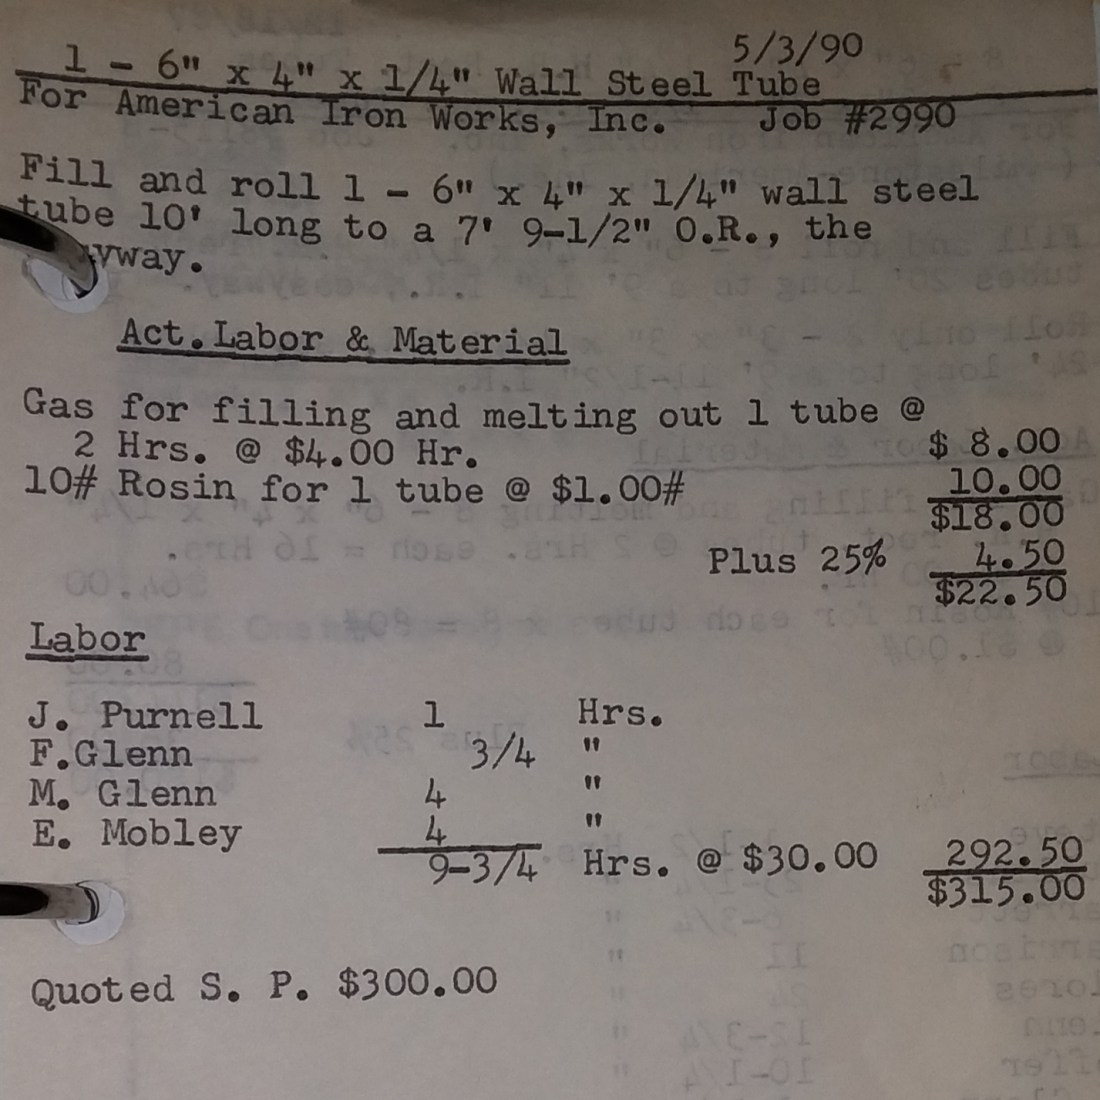 5/3/90
1 - 6" x 4" x 1/4" Wall Steel Tube
For American Iron Works, Inc. Job #2990
Fill and roll 1 - 6" x 4" x 1/4" wall steel
tube 10' long to a 7' 9-1/2" O.R., the
yway.
Act. Labor & Material
Gas for filling and melting out 1 tube @
2 Hrs. @ $4.00 Hr. $ 8.00
10# Rosin for 1 tube @ $1.00# 10.00
$18.00
Plus 25% 4.50
$22.50
Labor
J. Purnell 1 Hrs.
F.Glenn 3/4 "
M. Glenn 4 "
E. Mobley 4 "
9-3/4 Hrs. @ $30.00 292.50
$315.00
Quoted S. P. $300.00